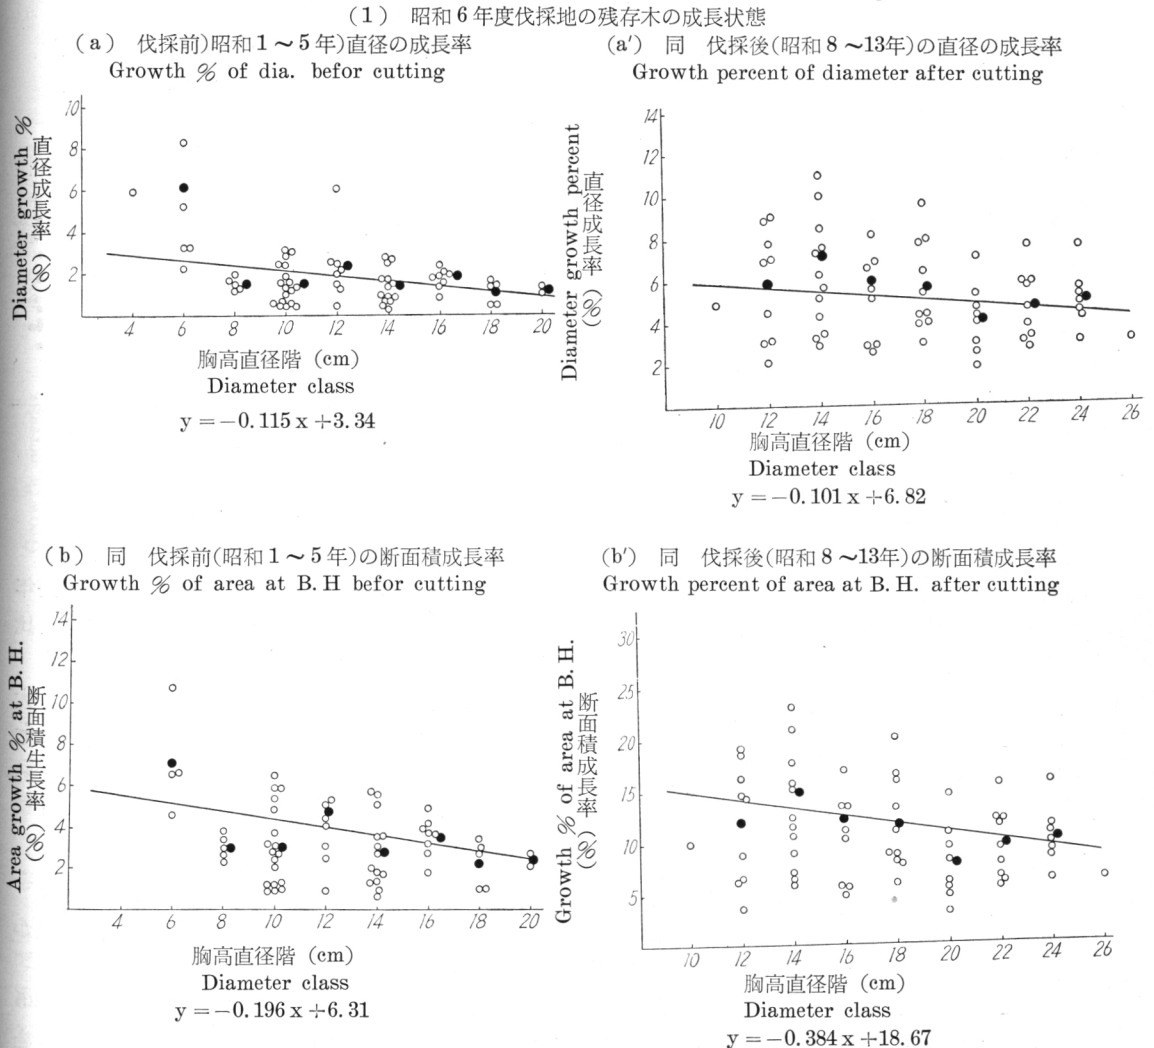 (1) 昭和6年度伐採地の残存木の成長状態
(a) 伐採前)昭和1～5年)直径の成長率
Growth % of dia. befor cutting
10
8
6
4
2
Diameter growth %
直径成長率 (%)
4 6 8 10 12 14 16 18 20
胸高直径階 (cm)
Diameter class
y=-0.115x+3.34
(a′) 同 伐採後(昭和8～13年)の直径の成長率
Growth percent of diameter after cutting
14
12
10
8
6
4
2
Diameter growth percent
直径成長率 (%)
10 12 14 16 18 20 22 24 26
胸高直径階 (cm)
Diameter class
y=-0.101x+6.82
(b) 同 伐採前(昭和1～5年)の断面積成長率
Growth % of area at B.H befor cutting
14
12
10
8
6
4
2
Area growth % at B.H.
断面積生長率 (%)
4 6 8 10 12 14 16 18 20
胸高直径階 (cm)
Diameter class
y=-0.196x+6.31
(b′) 同 伐採後(昭和8～13年)の断面積成長率
Growth percent of area at B.H. after cutting
30
25
20
15
10
5
Growth % of area at B.H.
断面積成長率 (%)
10 12 14 16 18 20 22 24 26
胸高直径階 (cm)
Diameter class
y=-0.384x+18.67